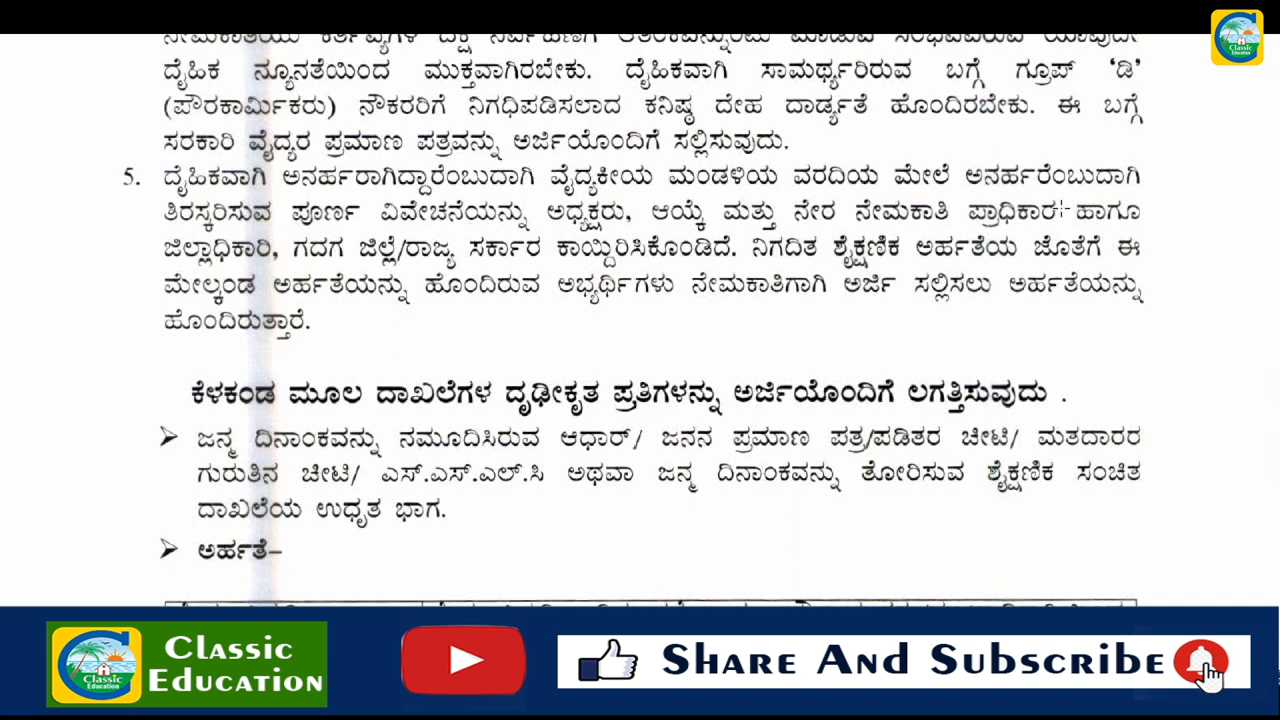 ದೈಹಿಕ ನ್ಯೂನತೆಯಿಂದ ಮುಕ್ತವಾಗಿರಬೇಕು. ದೈಹಿಕವಾಗಿ ಸಾಮರ್ಥ್ಯರಿರುವ ಬಗ್ಗೆ ಗ್ರೂಪ್ 'ಡಿ'
(ಪೌರಕಾರ್ಮಿಕರು) ನೌಕರರಿಗೆ ನಿಗಧಿಪಡಿಸಲಾದ ಕನಿಷ್ಠ ದೇಹ ದಾರ್ಡ್ಯತೆ ಹೊಂದಿರಬೇಕು. ಈ ಬಗ್ಗೆ
ಸರಕಾರಿ ವೈದ್ಯರ ಪ್ರಮಾಣ ಪತ್ರವನ್ನು ಅರ್ಜಿಯೊಂದಿಗೆ ಸಲ್ಲಿಸುವುದು.
5. ದೈಹಿಕವಾಗಿ ಅನರ್ಹರಾಗಿದ್ದಾರೆಂಬುದಾಗಿ ವೈದ್ಯಕೀಯ ಮಂಡಳಿಯ ವರದಿಯ ಮೇಲೆ ಅನರ್ಹರೆಂಬುದಾಗಿ
ತಿರಸ್ಕರಿಸುವ ಪೂರ್ಣ ವಿವೇಚನೆಯನ್ನು ಅಧ್ಯಕ್ಷರು, ಆಯ್ಕೆ ಮತ್ತು ನೇರ ನೇಮಕಾತಿ ಪ್ರಾಧಿಕಾರ ಹಾಗೂ
ಜಿಲ್ಲಾಧಿಕಾರಿ, ಗದಗ ಜಿಲ್ಲೆ/ರಾಜ್ಯ ಸರ್ಕಾರ ಕಾಯ್ದಿರಿಸಿಕೊಂಡಿದೆ. ನಿಗದಿತ ಶೈಕ್ಷಣಿಕ ಅರ್ಹತೆಯ ಜೊತೆಗೆ ಈ
ಮೇಲ್ಕಂಡ ಅರ್ಹತೆಯನ್ನು ಹೊಂದಿರುವ ಅಭ್ಯರ್ಥಿಗಳು ನೇಮಕಾತಿಗಾಗಿ ಅರ್ಜಿ ಸಲ್ಲಿಸಲು ಅರ್ಹತೆಯನ್ನು
ಹೊಂದಿರುತ್ತಾರೆ.
ಕೆಳಕಂಡ ಮೂಲ ದಾಖಲೆಗಳ ದೃಢೀಕೃತ ಪ್ರತಿಗಳನ್ನು ಅರ್ಜಿಯೊಂದಿಗೆ ಲಗತ್ತಿಸುವುದು .
➢ ಜನ್ಮ ದಿನಾಂಕವನ್ನು ನಮೂದಿಸಿರುವ ಆಧಾರ್/ ಜನನ ಪ್ರಮಾಣ ಪತ್ರ/ಪಡಿತರ ಚೀಟಿ/ ಮತದಾರರ
ಗುರುತಿನ ಚೀಟಿ/ ಎಸ್.ಎಸ್.ಎಲ್.ಸಿ ಅಥವಾ ಜನ್ಮ ದಿನಾಂಕವನ್ನು ತೋರಿಸುವ ಶೈಕ್ಷಣಿಕ ಸಂಚಿತ
ದಾಖಲೆಯ ಉಧೃತ ಭಾಗ.
➢ ಅರ್ಹತೆ–
Classic
Education
Classic
Education
Classic
Education
Share And Subscribe